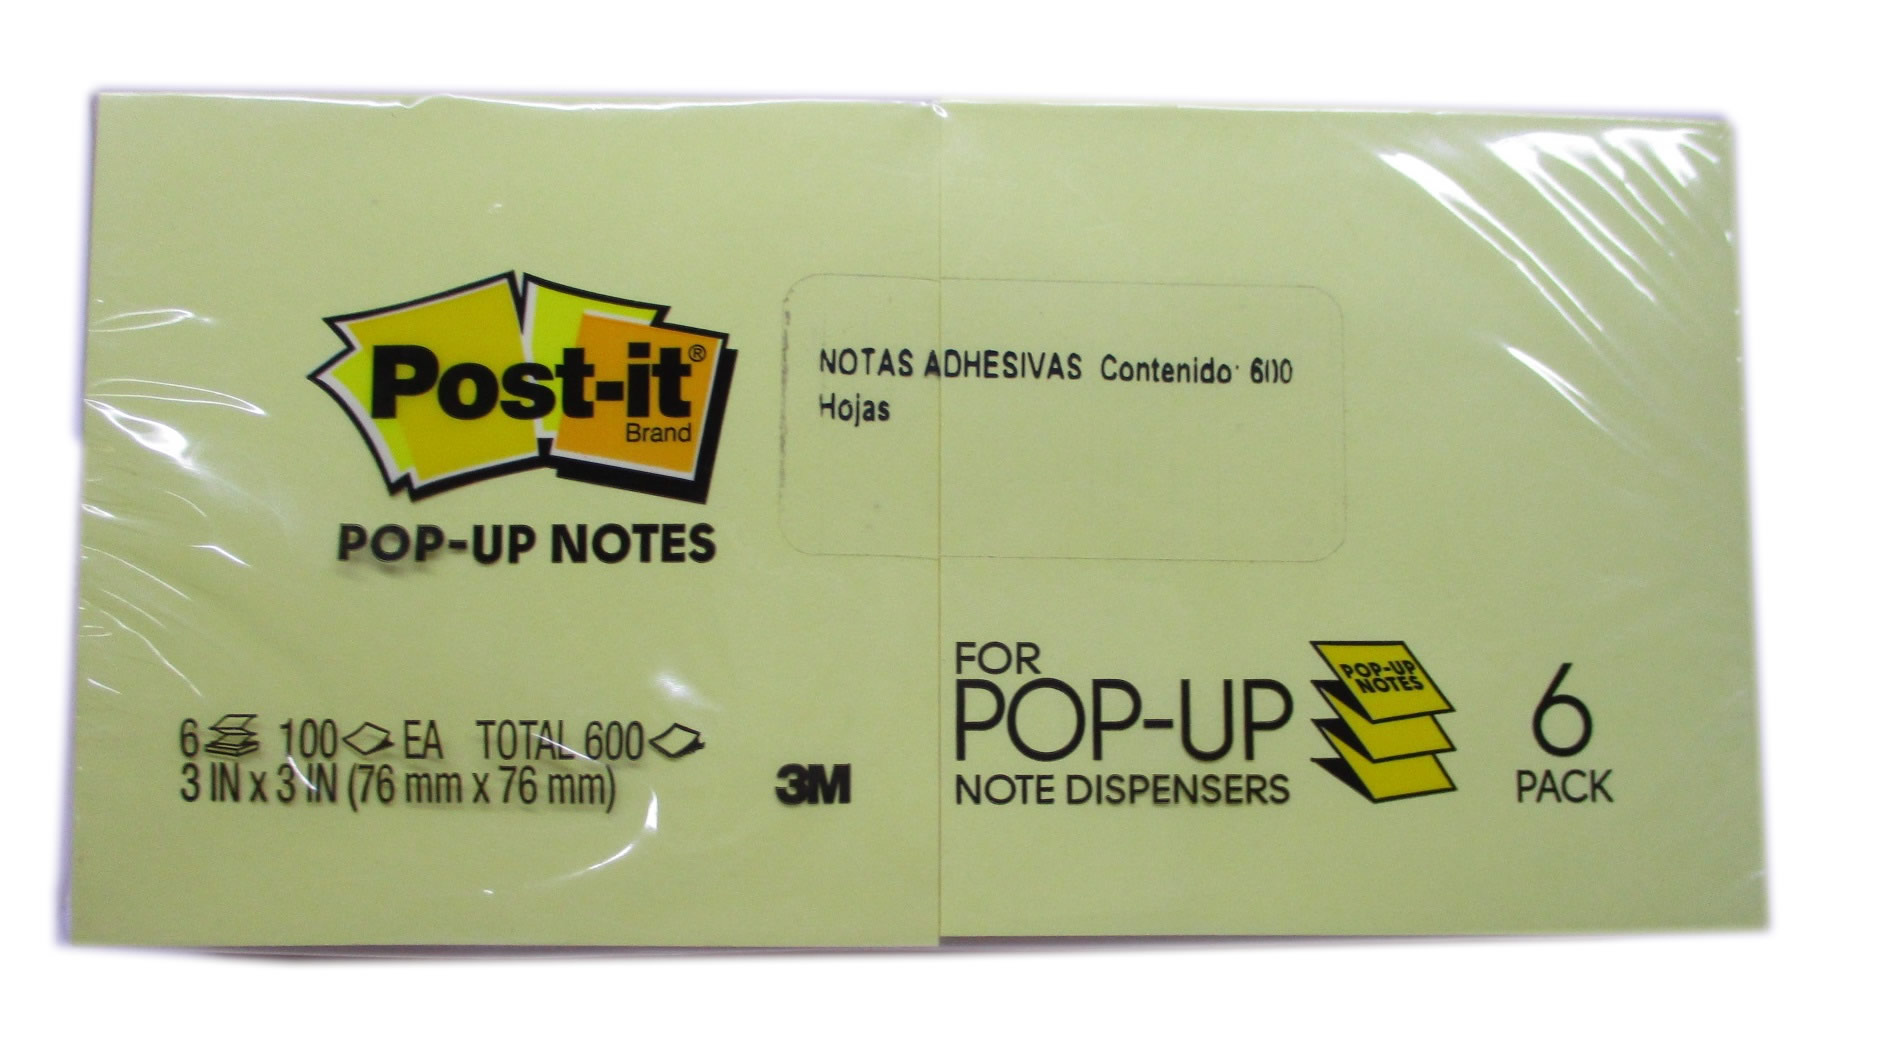 Post-it®
Brand
POP-UP NOTES
NOTAS ADHESIVAS Contenido: 600
Hojas
6 100 EA TOTAL 600
3 IN x 3 IN (76 mm x 76 mm)
3M
FOR
POP-UP
NOTE DISPENSERS
POP-UP
NOTES
6
PACK